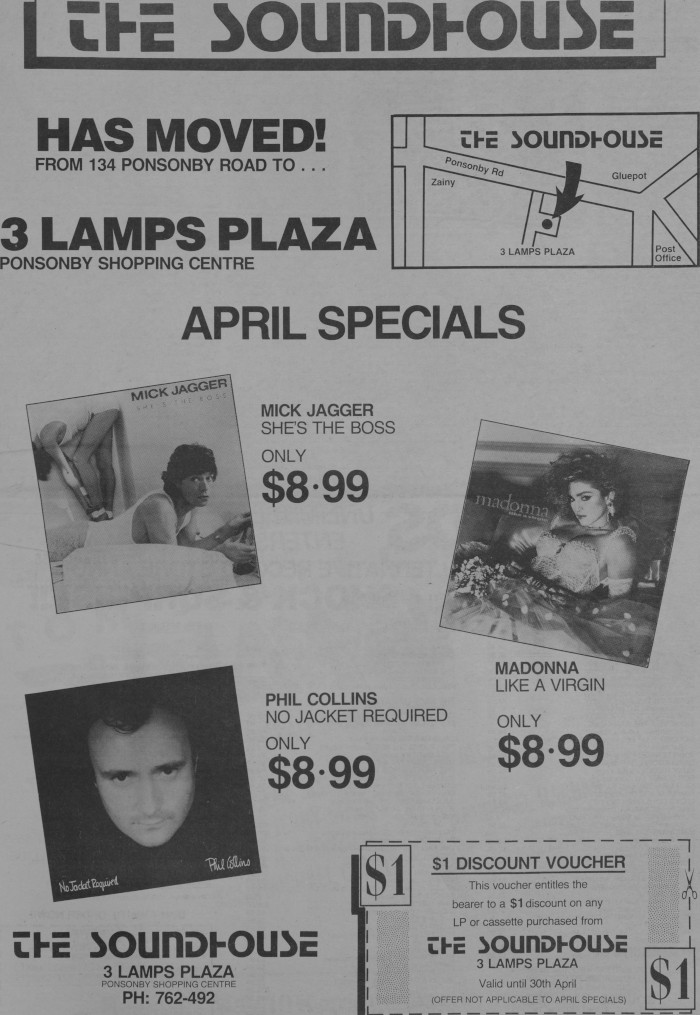 THE SOUNDHOUSE
HAS MOVED!
FROM 134 PONSONBY ROAD TO . . .
3 LAMPS PLAZA
PONSONBY SHOPPING CENTRE
THE SOUNDHOUSE
Ponsonby Rd
Gluepot
Zainy
3 LAMPS PLAZA
Post
Office
APRIL SPECIALS
MICK JAGGER
SHE'S THE BOSS
MICK JAGGER
SHE'S THE BOSS
ONLY
$8·99
madonna
MADONNA
LIKE A VIRGIN
ONLY
$8·99
PHIL COLLINS
NO JACKET REQUIRED
ONLY
$8·99
No Jacket Required
Phil Collins
THE SOUNDHOUSE
3 LAMPS PLAZA
PONSONBY SHOPPING CENTRE
PH: 762-492
$1
$1 DISCOUNT VOUCHER
This voucher entitles the
bearer to a $1 discount on any
LP or cassette purchased from
THE SOUNDHOUSE
3 LAMPS PLAZA
Valid until 30th April
(OFFER NOT APPLICABLE TO APRIL SPECIALS)
$1